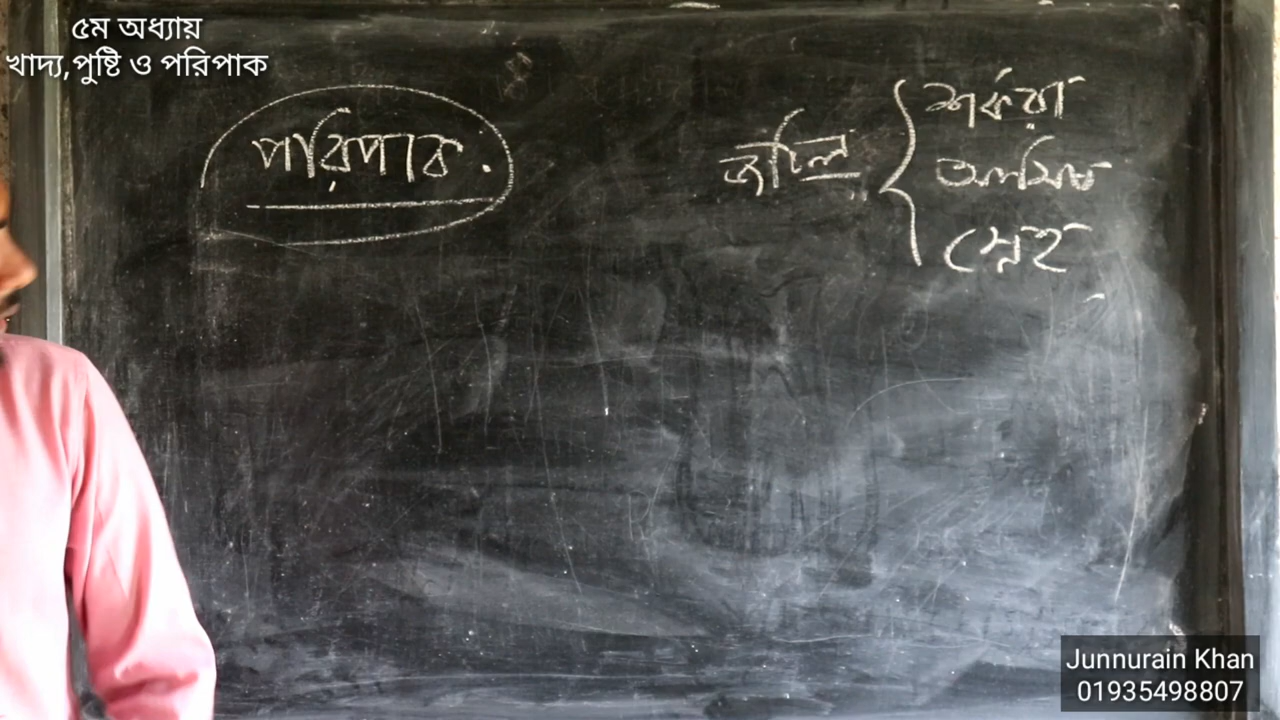 ৫ম অধ্যায়
খাদ্য,পুষ্টি ও পরিপাক
পরিপাক
জটিল
শর্করা
আমিষ
স্নেহ
Junnurain Khan
01935498807